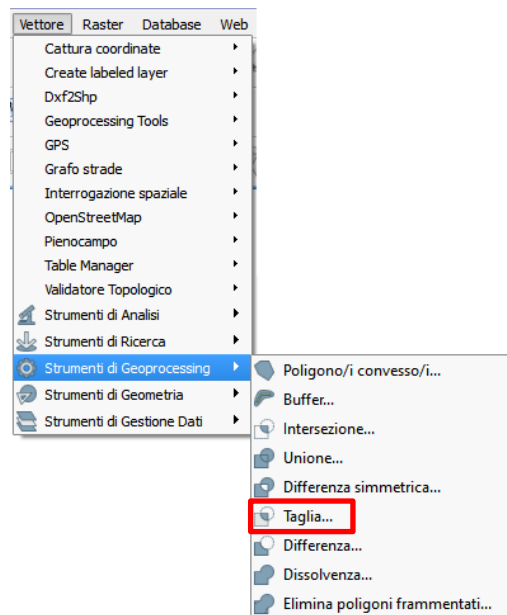 Vettore Raster Database Web
Cattura coordinate
Create labeled layer
Dxf2Shp
Geoprocessing Tools
GPS
Grafo strade
Interrogazione spaziale
OpenStreetMap
Pienocampo
Table Manager
Validatore Topologico
Strumenti di Analisi
Strumenti di Ricerca
Strumenti di Geoprocessing
Strumenti di Geometria
Strumenti di Gestione Dati
Poligono/i convesso/i...
Buffer...
Intersezione...
Unione...
Differenza simmetrica...
Taglia...
Differenza...
Dissolvenza...
Elimina poligoni frammentati...